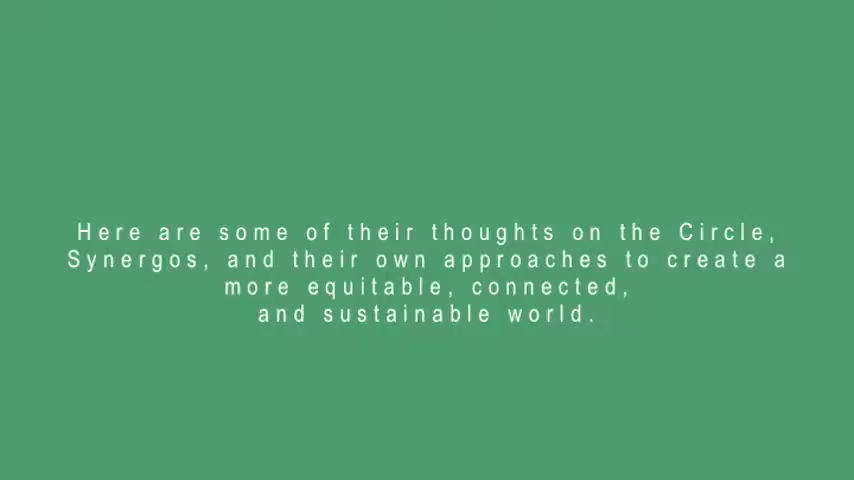 Here are some of their thoughts on the Circle,
Synergos, and their own approaches to create a
more equitable, connected,
and sustainable world.